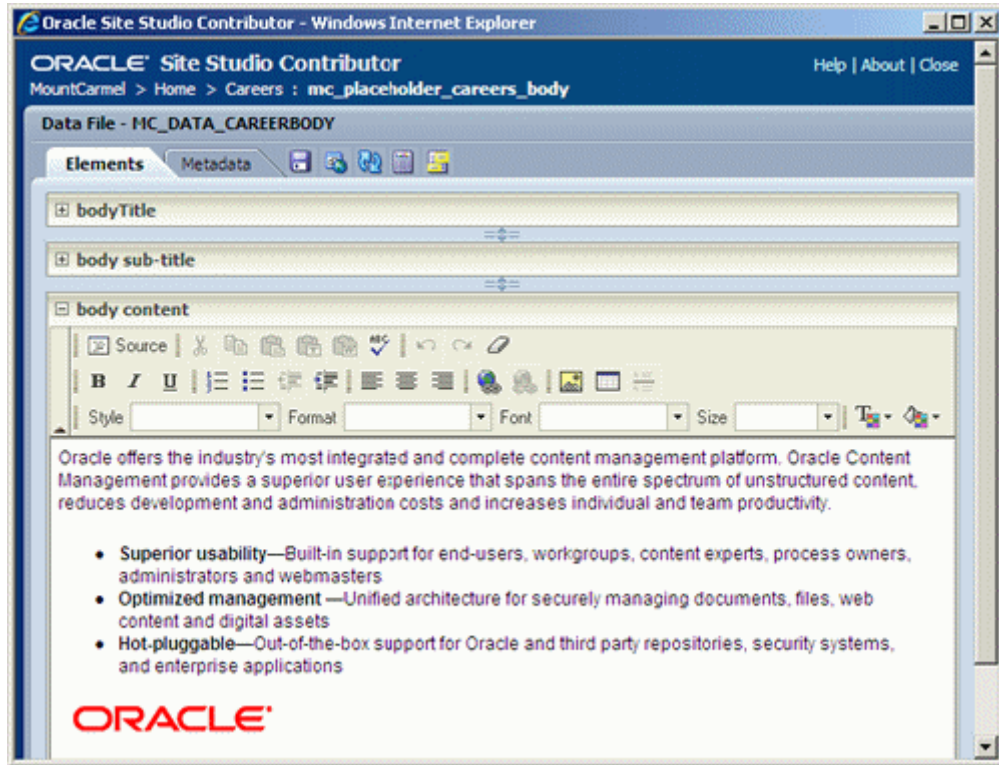 Oracle Site Studio Contributor - Windows Internet Explorer
ORACLE® Site Studio Contributor
Help | About | Close
MountCarmel > Home > Careers : mc_placeholder_careers_body
Data File - MC_DATA_CAREERBODY
Elements Metadata
bodyTitle
body sub-title
body content
Source
B I U
Style Format Font Size
Oracle offers the industry's most integrated and complete content management platform. Oracle Content
Management provides a superior user experience that spans the entire spectrum of unstructured content,
reduces development and administration costs and increases individual and team productivity.
• Superior usability—Built-in support for end-users, workgroups, content experts, process owners,
administrators and webmasters
• Optimized management —Unified architecture for securely managing documents, files, web
content and digital assets
• Hot-pluggable—Out-of-the-box support for Oracle and third party repositories, security systems,
and enterprise applications
ORACLE®